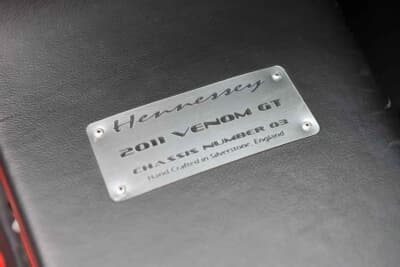 Hennessey
2011 VENOM GT
CHASSIS NUMBER 03
Hand Crafted in Silverstone, England